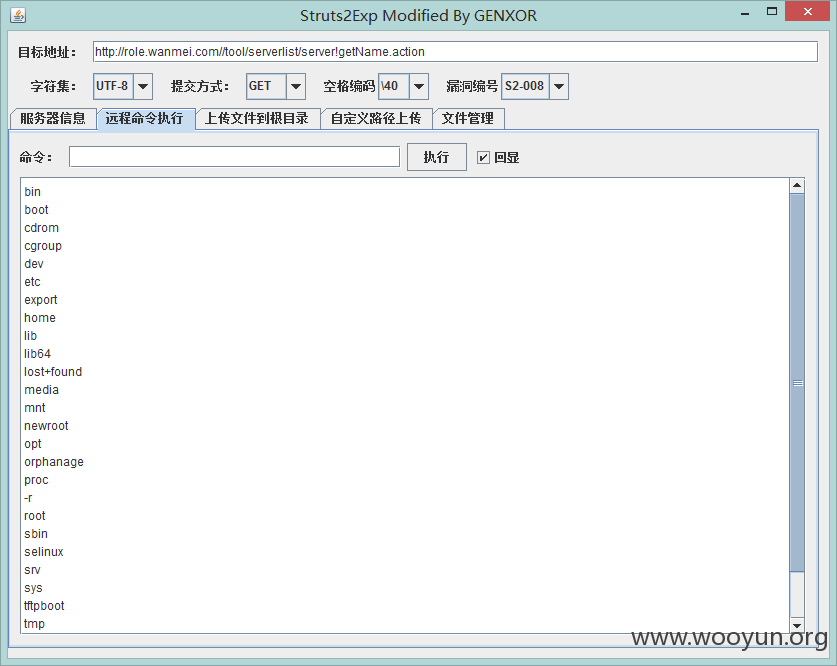 Struts2Exp Modified By GENXOR
目标地址： http://role.wanmei.com//tool/serverlist/server!getName.action
字符集： UTF-8 提交方式： GET 空格编码 \40 漏洞编号 S2-008
服务器信息 远程命令执行 上传文件到根目录 自定义路径上传 文件管理
命令： 执行 回显
bin
boot
cdrom
cgroup
dev
etc
export
home
lib
lib64
lost+found
media
mnt
newroot
opt
orphanage
proc
-r
root
sbin
selinux
srv
sys
tftpboot
tmp
www.wooyun.org